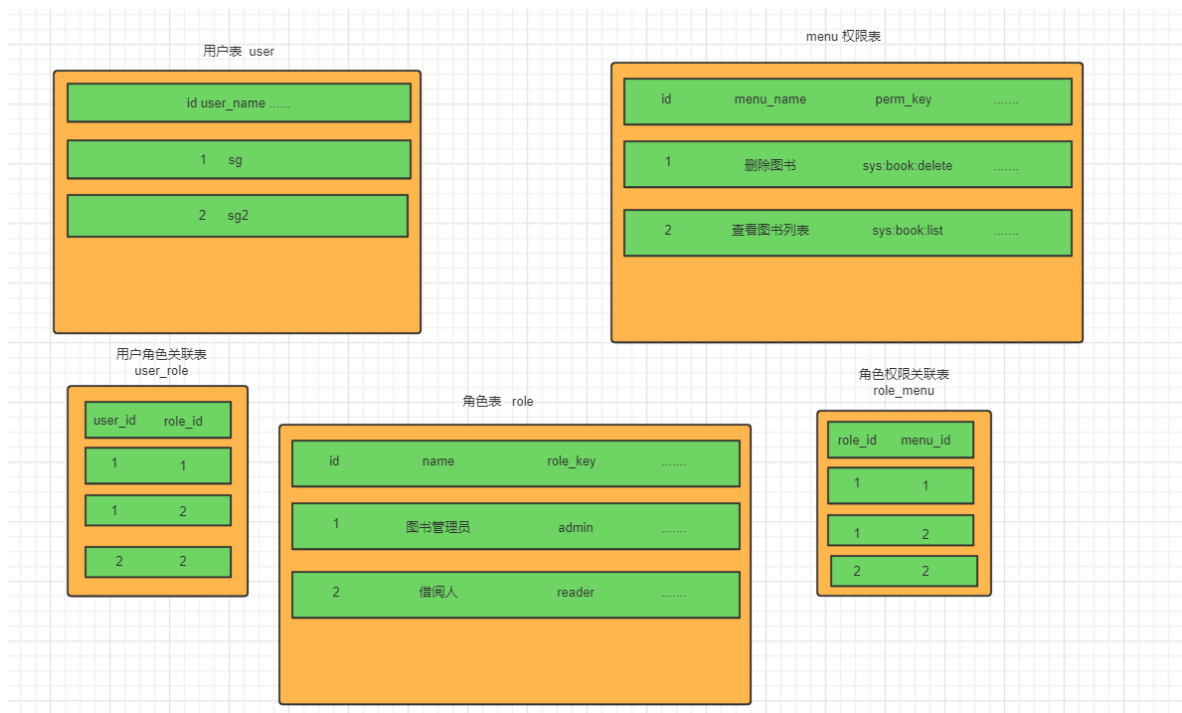 用户表 user
id user_name ......
1 sg
2 sg2
menu 权限表
id menu_name perm_key .......
1 删除图书 sys:book:delete .......
2 查看图书列表 sys:book:list .......
用户角色关联表
user_role
user_id role_id
1 1
1 2
2 2
角色表 role
id name role_key .......
1 图书管理员 admin .......
2 借阅人 reader .......
角色权限关联表
role_menu
role_id menu_id
1 1
1 2
2 2